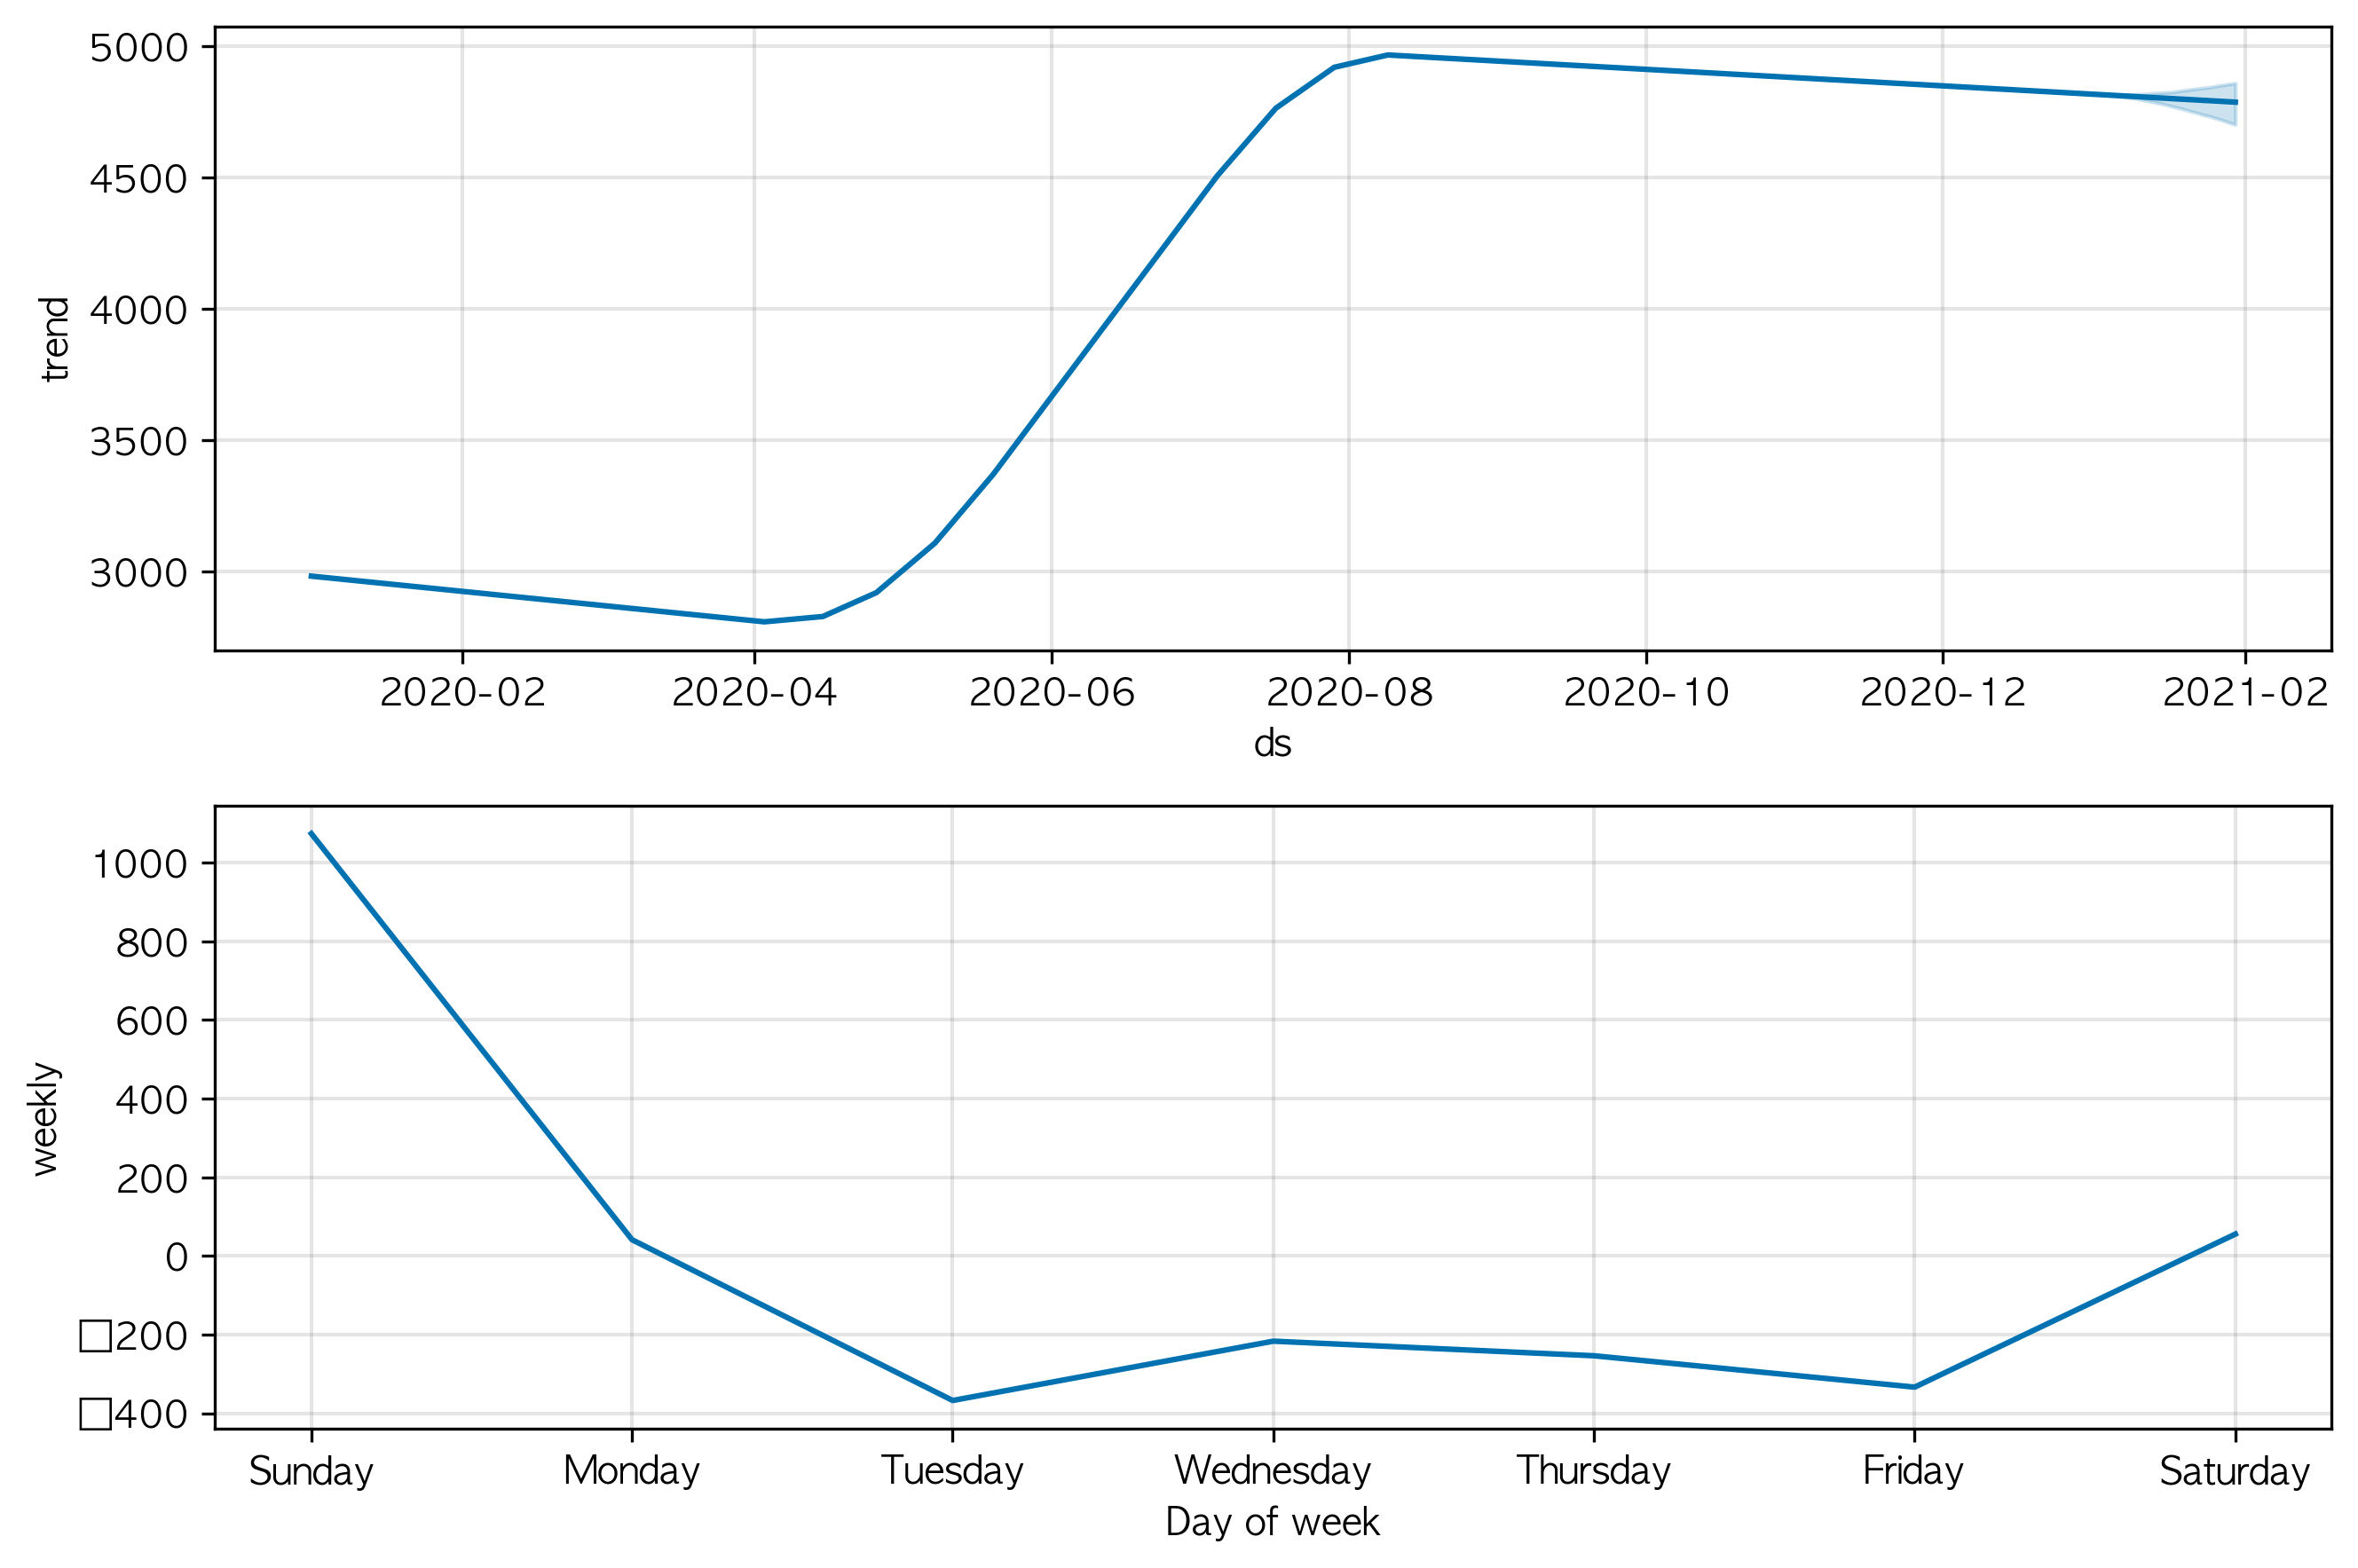 5000
4500
4000
3500
3000
trend
2020-02 2020-04 2020-06 2020-08 2020-10 2020-12 2021-02
ds
1000
800
600
400
200
0
□200
□400
weekly
Sunday Monday Tuesday Wednesday Thursday Friday Saturday
Day of week